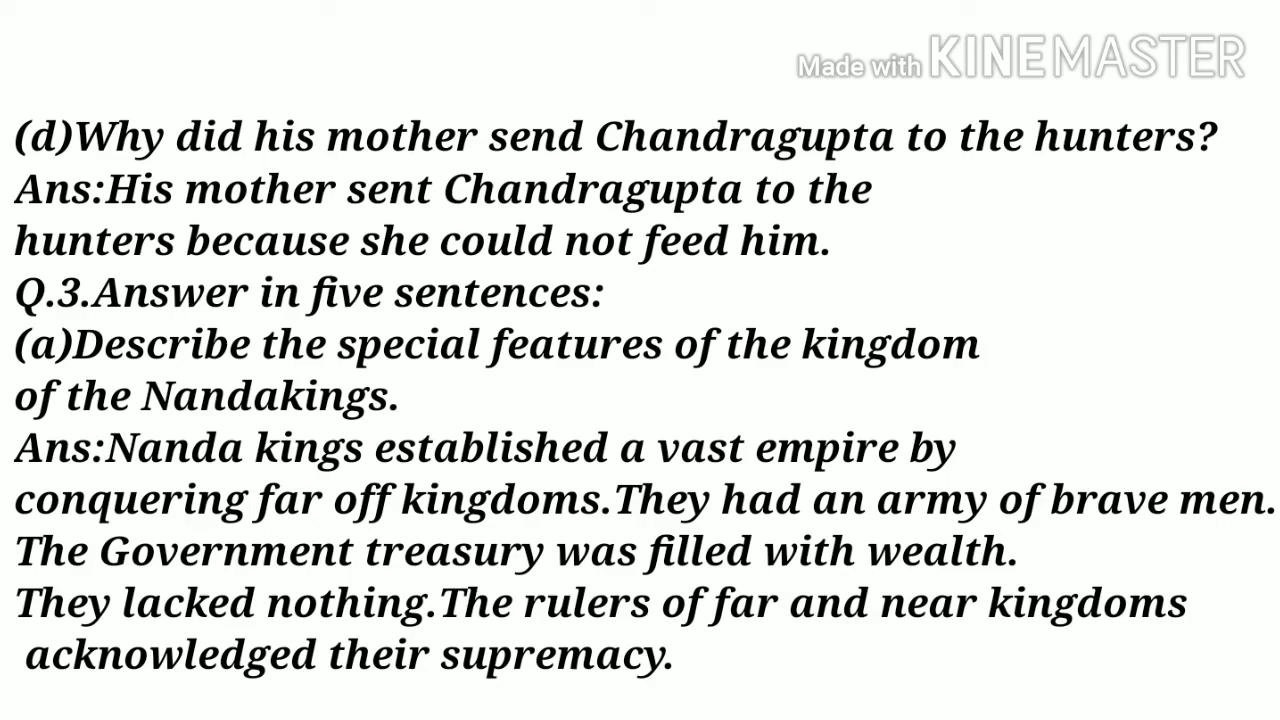 Made with KINEMASTER
(d)Why did his mother send Chandragupta to the hunters?
Ans:His mother sent Chandragupta to the
hunters because she could not feed him.
Q.3.Answer in five sentences:
(a)Describe the special features of the kingdom
of the Nandakings.
Ans:Nanda kings established a vast empire by
conquering far off kingdoms.They had an army of brave men.
The Government treasury was filled with wealth.
They lacked nothing.The rulers of far and near kingdoms
acknowledged their supremacy.